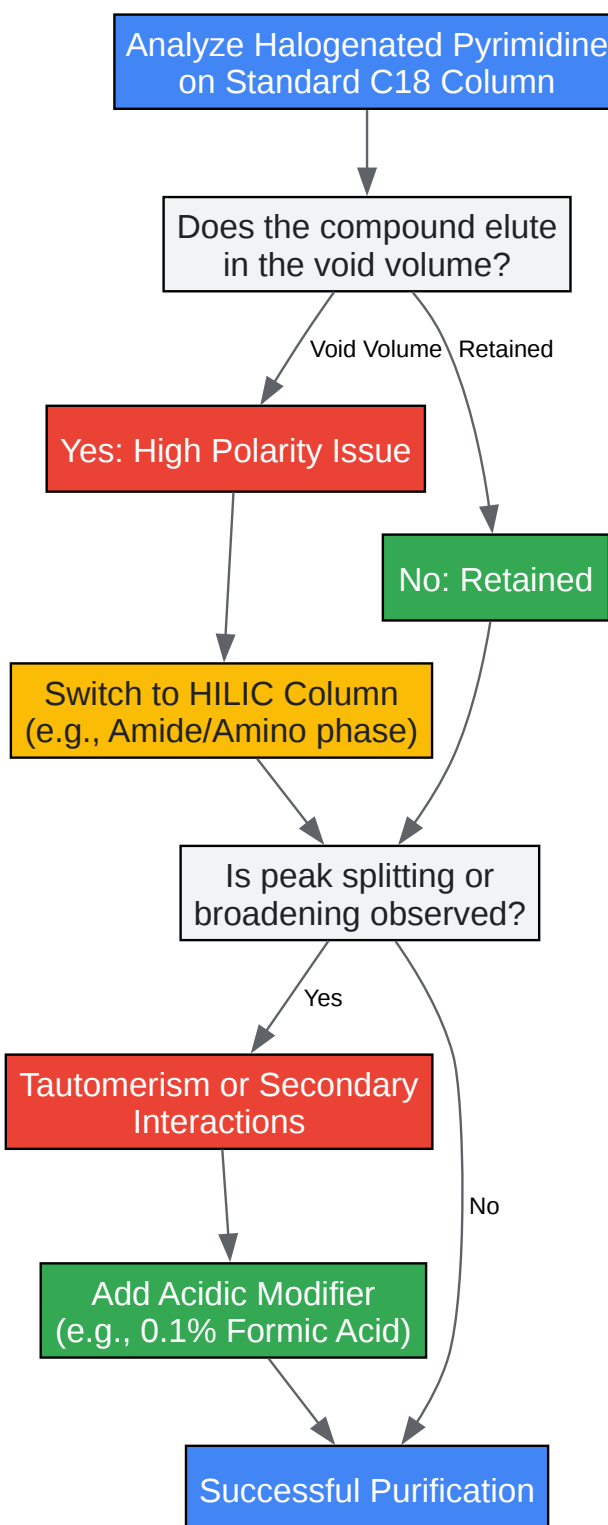 Analyze Halogenated Pyrimidine
on Standard C18 Column
Does the compound elute
in the void volume?
Void Volume
Retained
Yes: High Polarity Issue
No: Retained
Switch to HILIC Column
(e.g., Amide/Amino phase)
Is peak splitting or
broadening observed?
Yes
Tautomerism or Secondary
Interactions
No
Add Acidic Modifier
(e.g., 0.1% Formic Acid)
Successful Purification